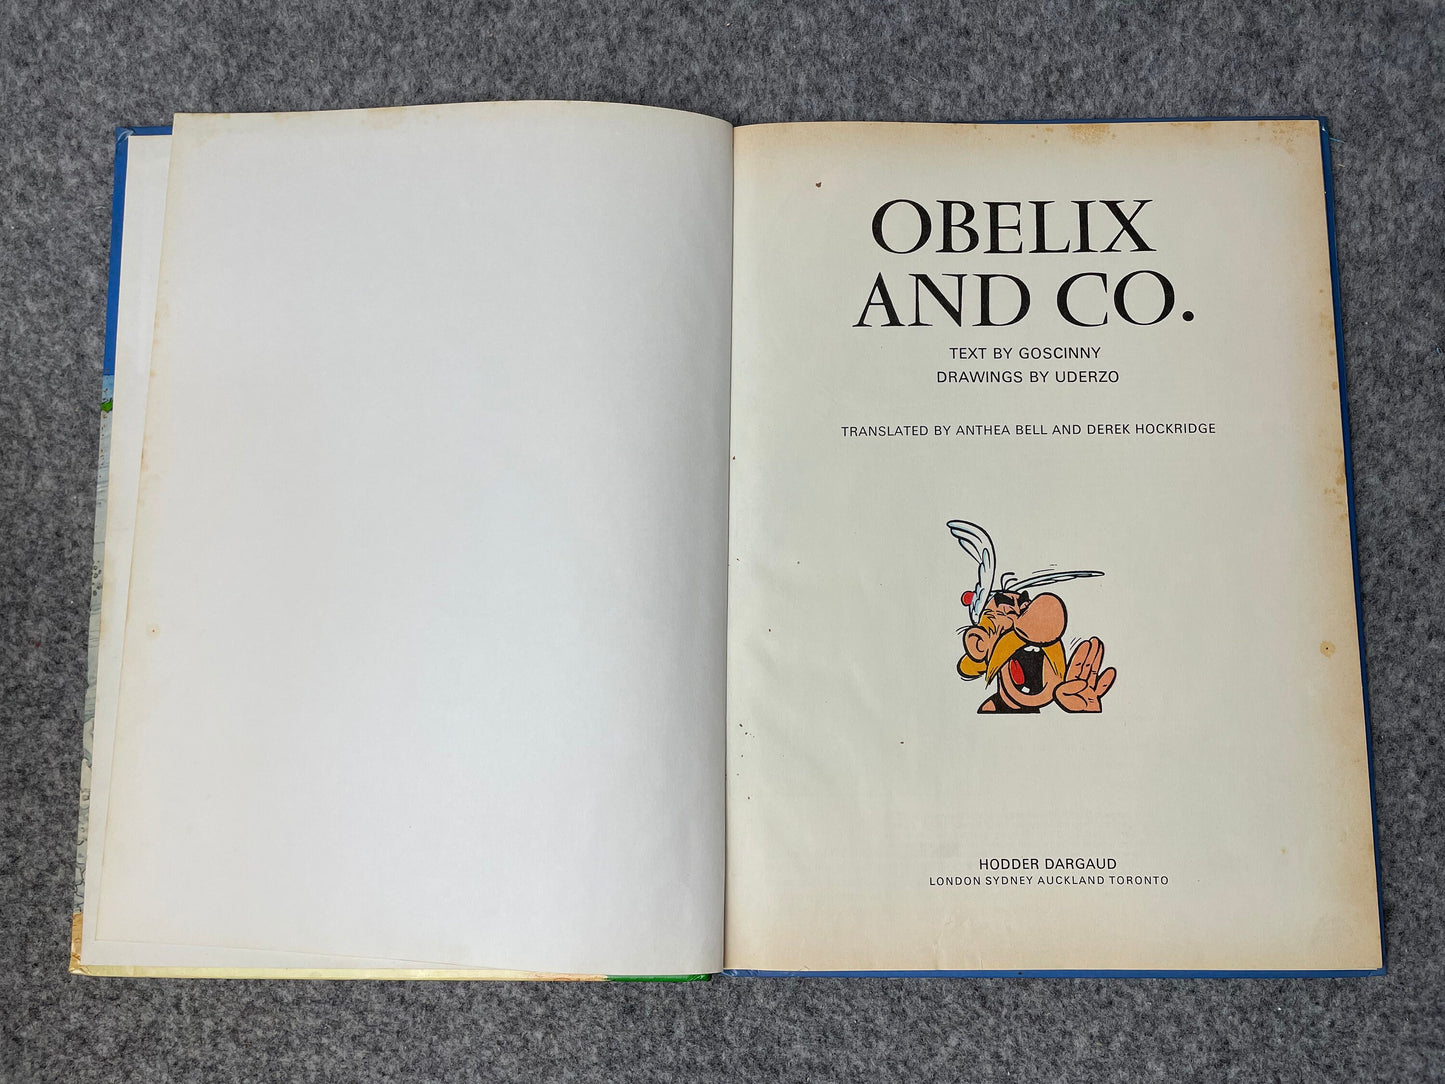 OBELIX
AND CO.
TEXT BY GOSCINNY
DRAWINGS BY UDERZO
TRANSLATED BY ANTHEA BELL AND DEREK HOCKRIDGE
HODDER DARGAUD
LONDON SYDNEY AUCKLAND TORONTO